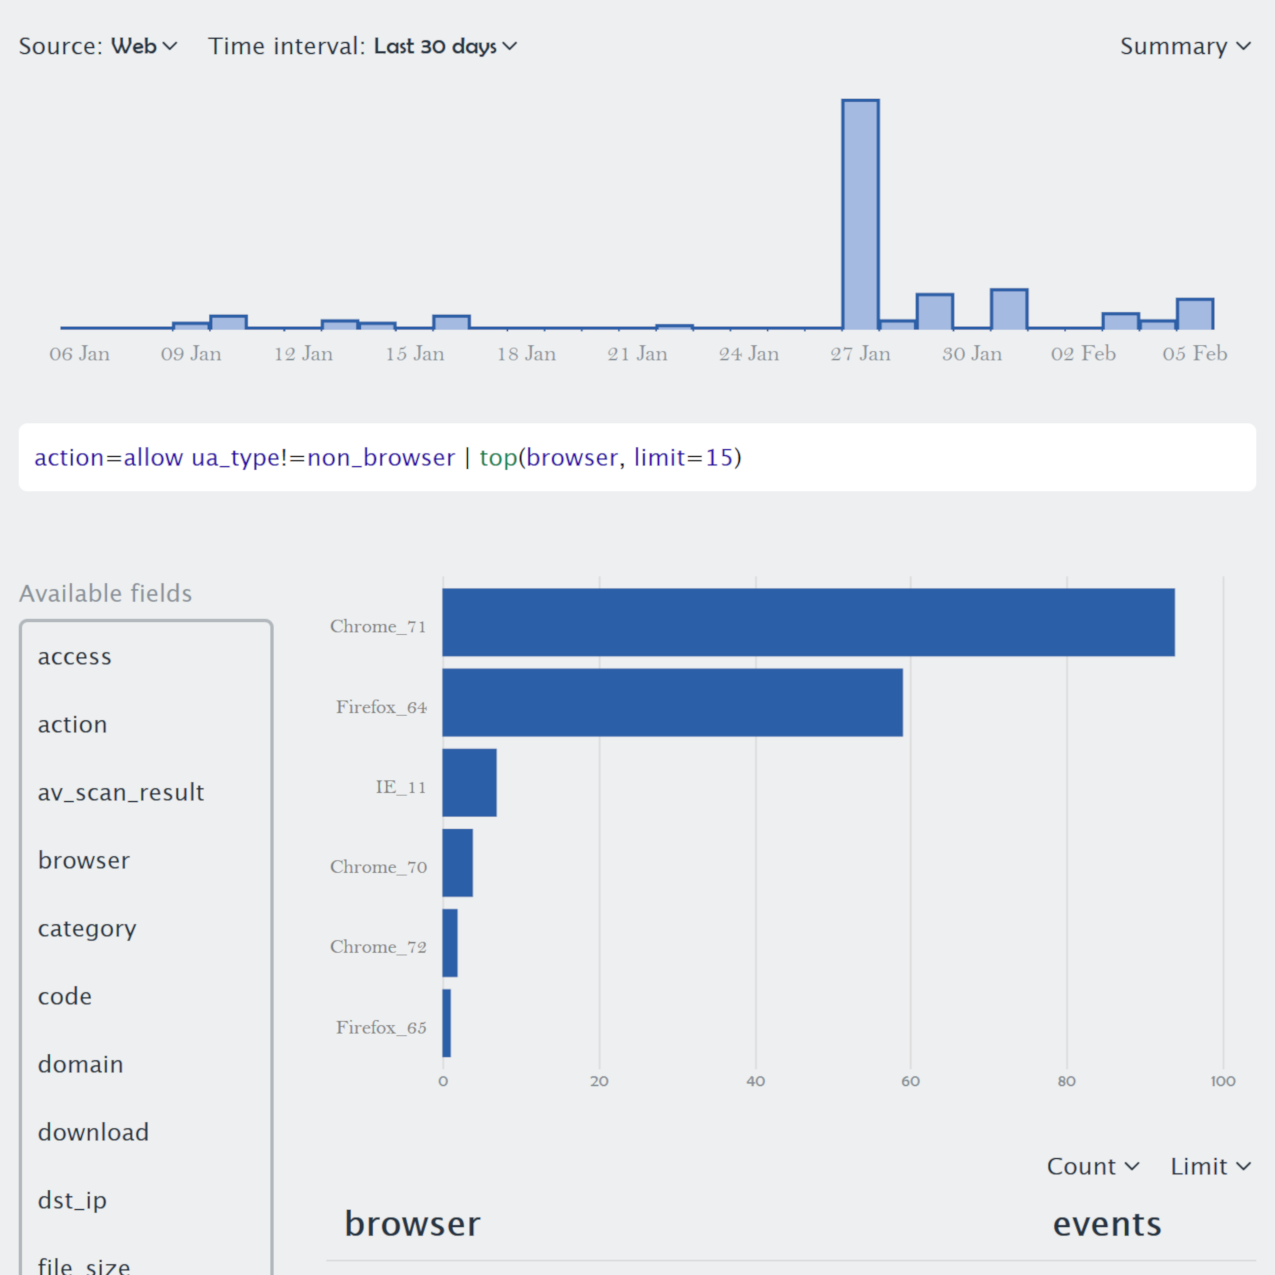 Source: Web Time interval: Last 30 days Summary
06 Jan 09 Jan 12 Jan 15 Jan 18 Jan 21 Jan 24 Jan 27 Jan 30 Jan 02 Feb 05 Feb
action=allow ua_type!=non_browser | top(browser, limit=15)
Available fields
access
action
av_scan_result
browser
category
code
domain
download
dst_ip
file_size
Chrome_71
Firefox_64
IE_11
Chrome_70
Chrome_72
Firefox_65
0 20 40 60 80 100
Count Limit
browser events